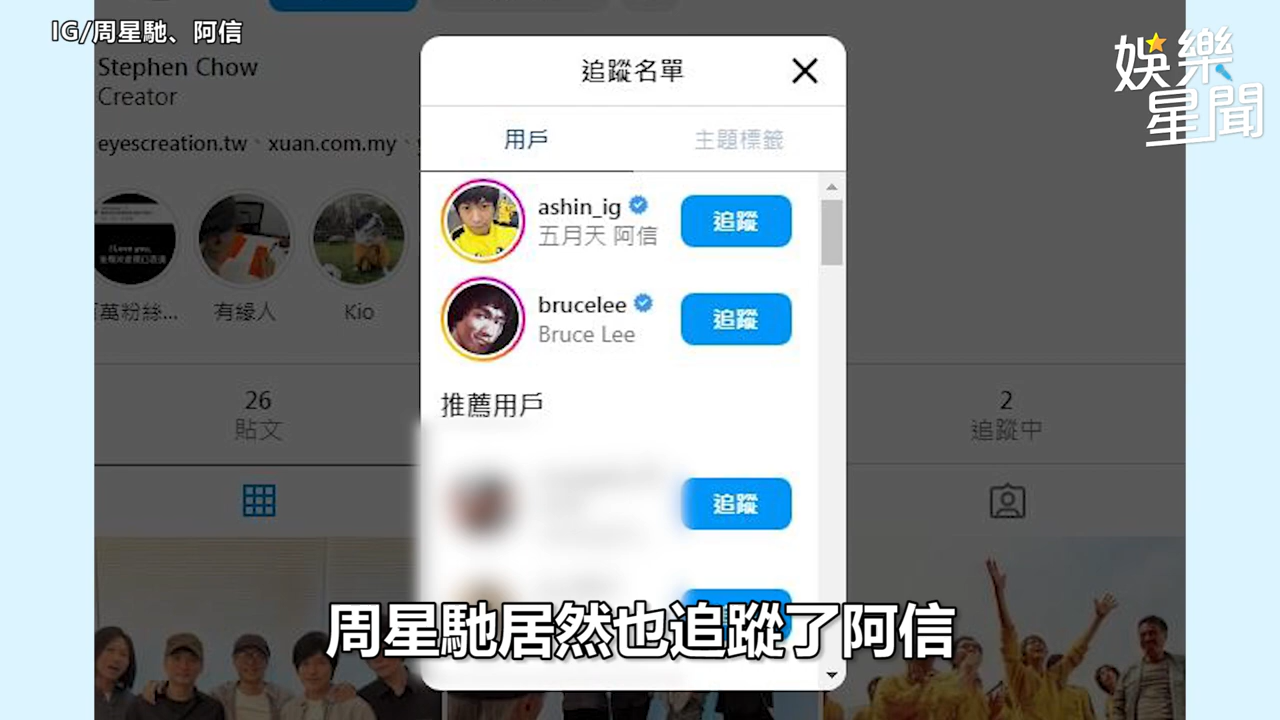 IG/周星馳、阿信
娛樂
星聞
Stephen Chow
Creator
eyescreation.tw、xuan.com.my、
追蹤名單
用戶
主題標籤
ashin_ig
五月天 阿信
追蹤
brucelee
Bruce Lee
追蹤
萬粉絲...
有緣人
Kio
推薦用戶
26
貼文
2
追蹤中
追蹤
周星馳居然也追蹤了阿信